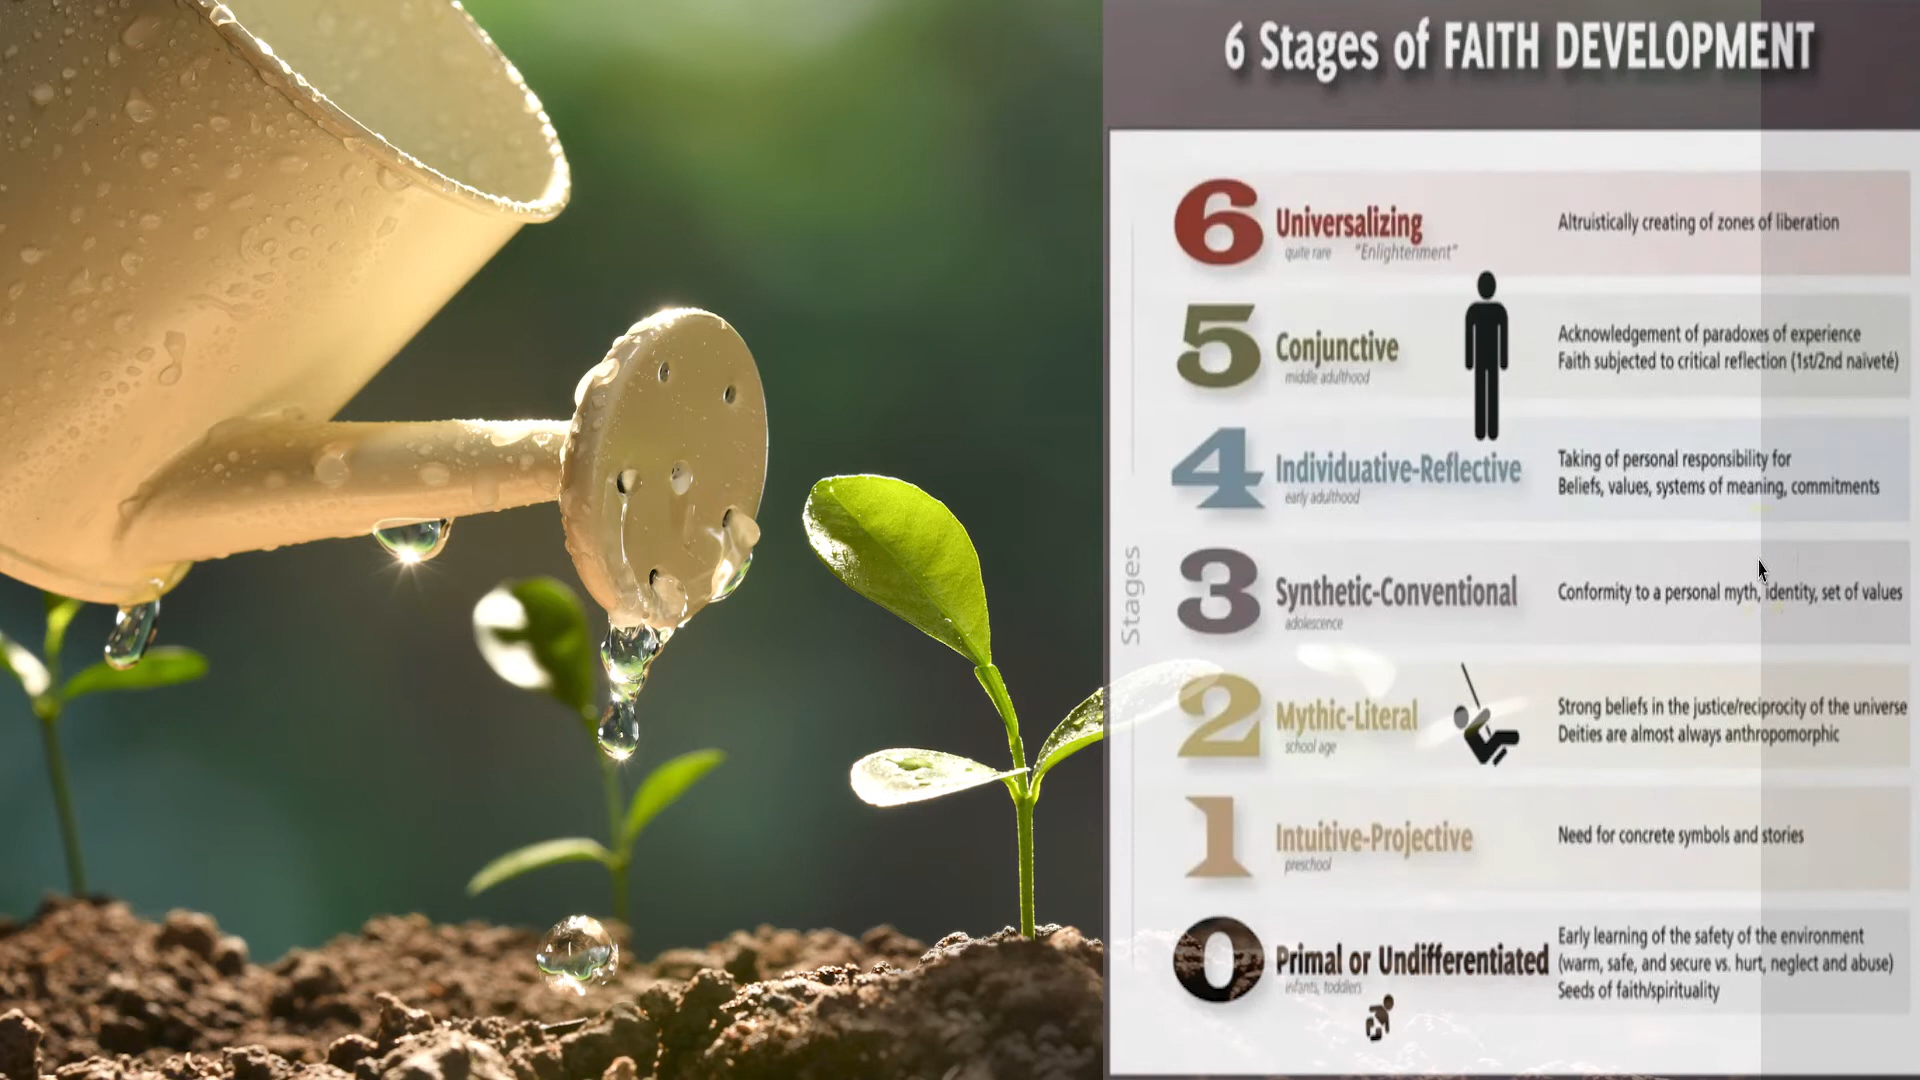 6 Stages of FAITH DEVELOPMENT
6 Universalizing
quite rare "Enlightenment"
Altruistically creating of zones of liberation
5 Conjunctive
middle adulthood
Acknowledgement of paradoxes of experience
Faith subjected to critical reflection (1st/2nd naiveté)
4 Individuative-Reflective
early adulthood
Taking of personal responsibility for
Beliefs, values, systems of meaning, commitments
3 Synthetic-Conventional
adolescence
Conformity to a personal myth, identity, set of values
Stages
2 Mythic-Literal
school age
Strong beliefs in the justice/reciprocity of the universe
Deities are almost always anthropomorphic
1 Intuitive-Projective
preschool
Need for concrete symbols and stories
0 Primal or Undifferentiated
infants, toddlers
Early learning of the safety of the environment
(warm, safe, and secure vs. hurt, neglect and abuse)
Seeds of faith/spirituality